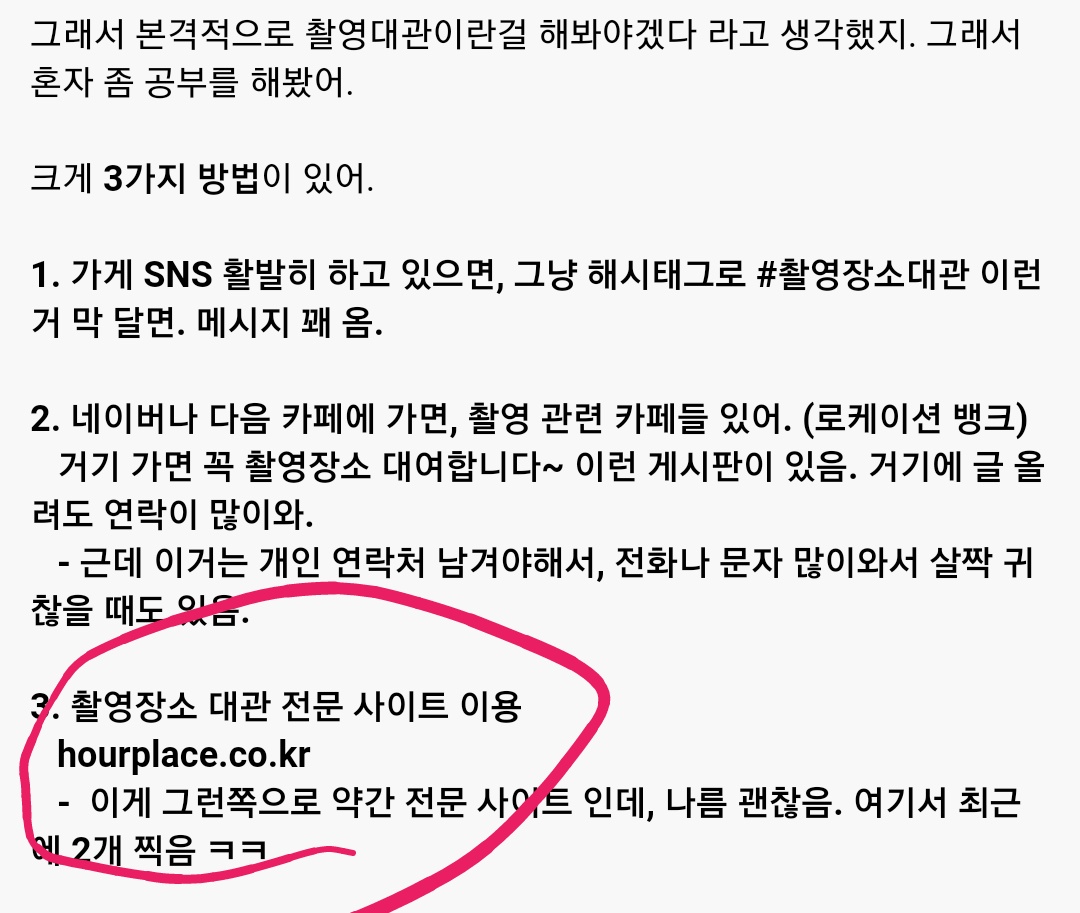 그래서 본격적으로 촬영대관이란걸 해봐야겠다 라고 생각했지. 그래서
혼자 좀 공부를 해봤어.
크게 3가지 방법이 있어.
1. 가게 SNS 활발히 하고 있으면, 그냥 해시태그로 #촬영장소대관 이런
거 막 달면. 메시지 꽤 옴.
2. 네이버나 다음 카페에 가면, 촬영 관련 카페들 있어. (로케이션 뱅크)
거기 가면 꼭 촬영장소 대여합니다~ 이런 게시판이 있음. 거기에 글 올
려도 연락이 많이와.
- 근데 이거는 개인 연락처 남겨야해서, 전화나 문자 많이와서 살짝 귀
찮을 때도 있음.
3. 촬영장소 대관 전문 사이트 이용
hourplace.co.kr
- 이게 그런쪽으로 약간 전문 사이트 인데, 나름 괜찮음. 여기서 최근
에 2개 찍음 ㅋㅋ